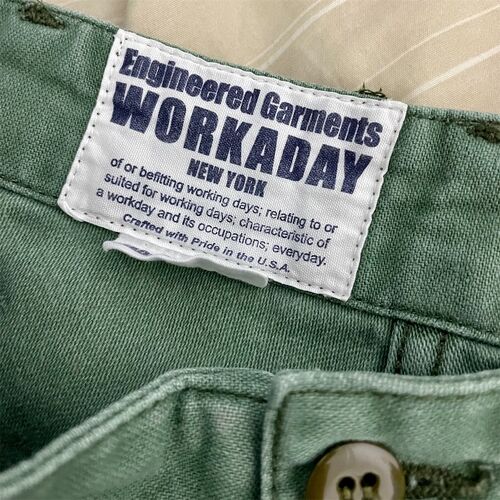 Engineered Garments
WORKADAY
NEW YORK
of or befitting working days; relating to or
suited for working days; characteristic of
a workday and its occupations; everyday.
Crafted with Pride in the U.S.A.